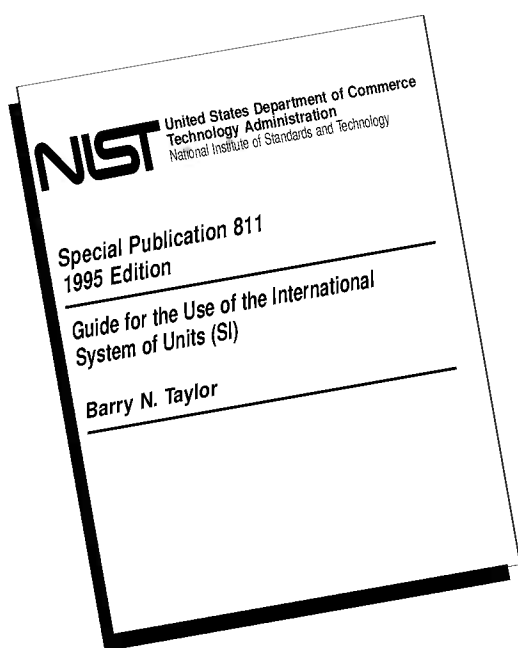 NIST
United States Department of Commerce
Technology Administration
National Institute of Standards and Technology
Special Publication 811
1995 Edition
Guide for the Use of the International
System of Units (SI)
Barry N. Taylor